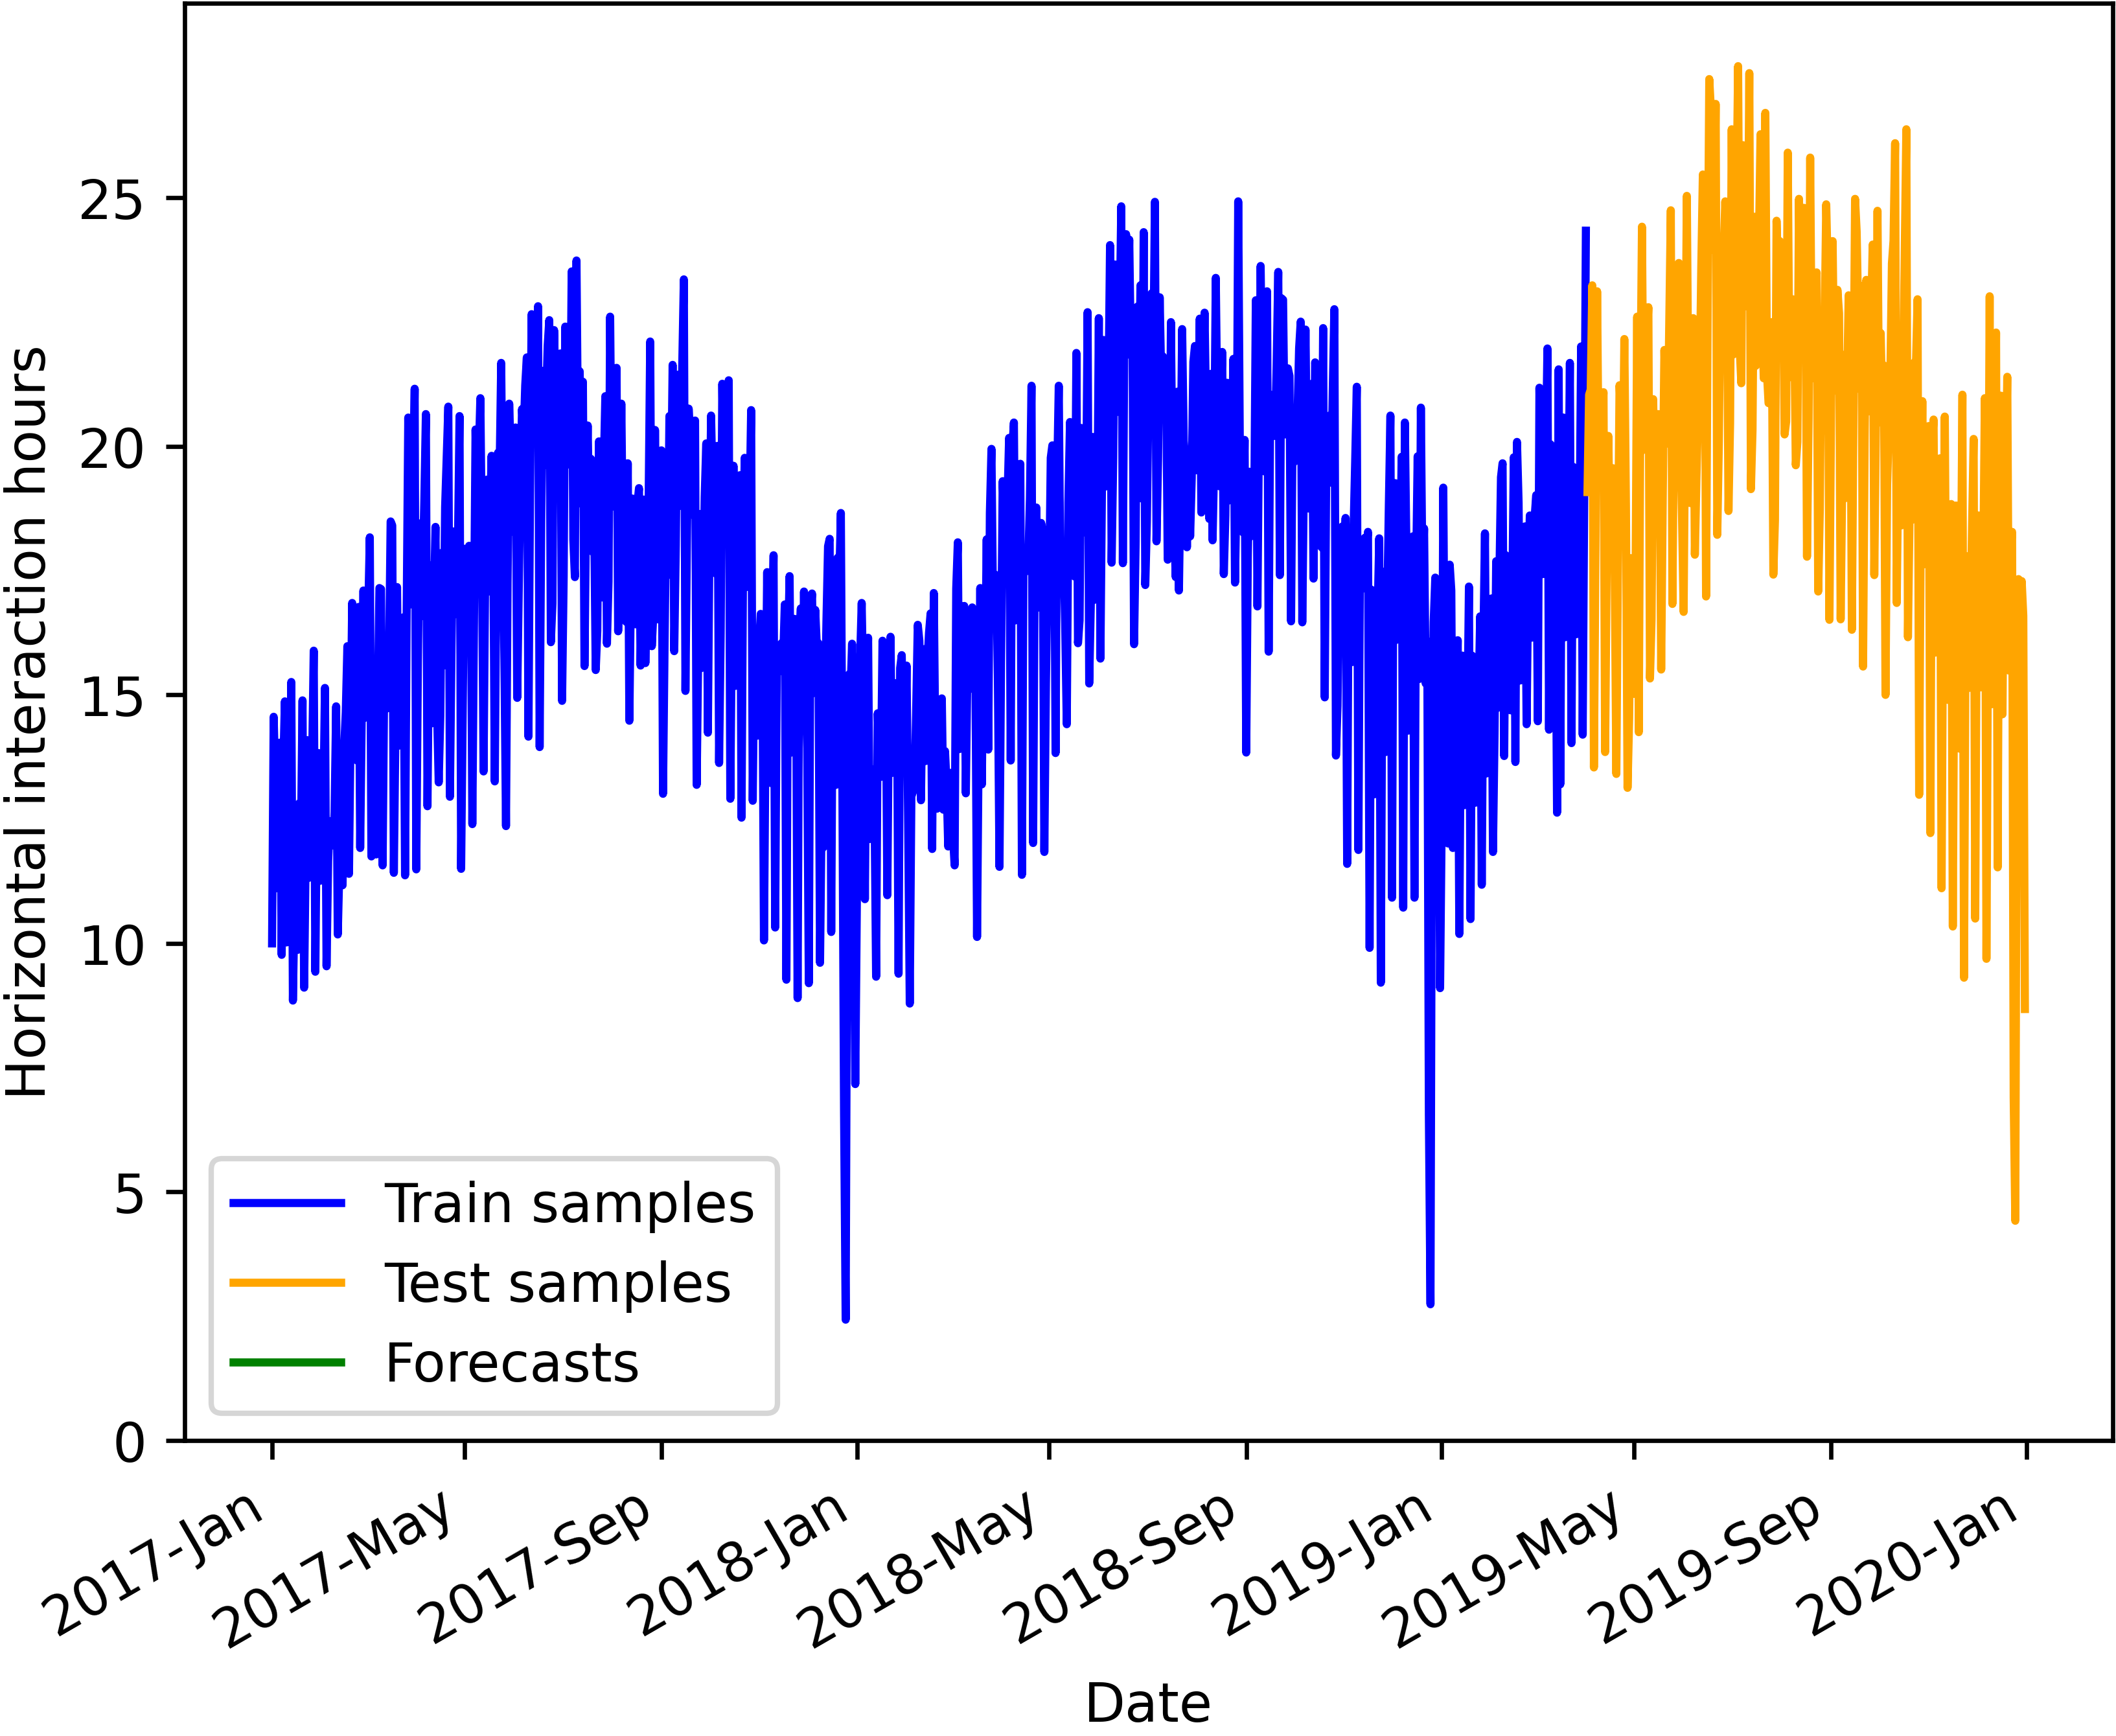 Horizontal interaction hours
25
20
15
10
5
0
Train samples
Test samples
Forecasts
2017-Jan
2017-May
2017-Sep
2018-Jan
2018-May
2018-Sep
2019-Jan
2019-May
2019-Sep
2020-Jan
Date